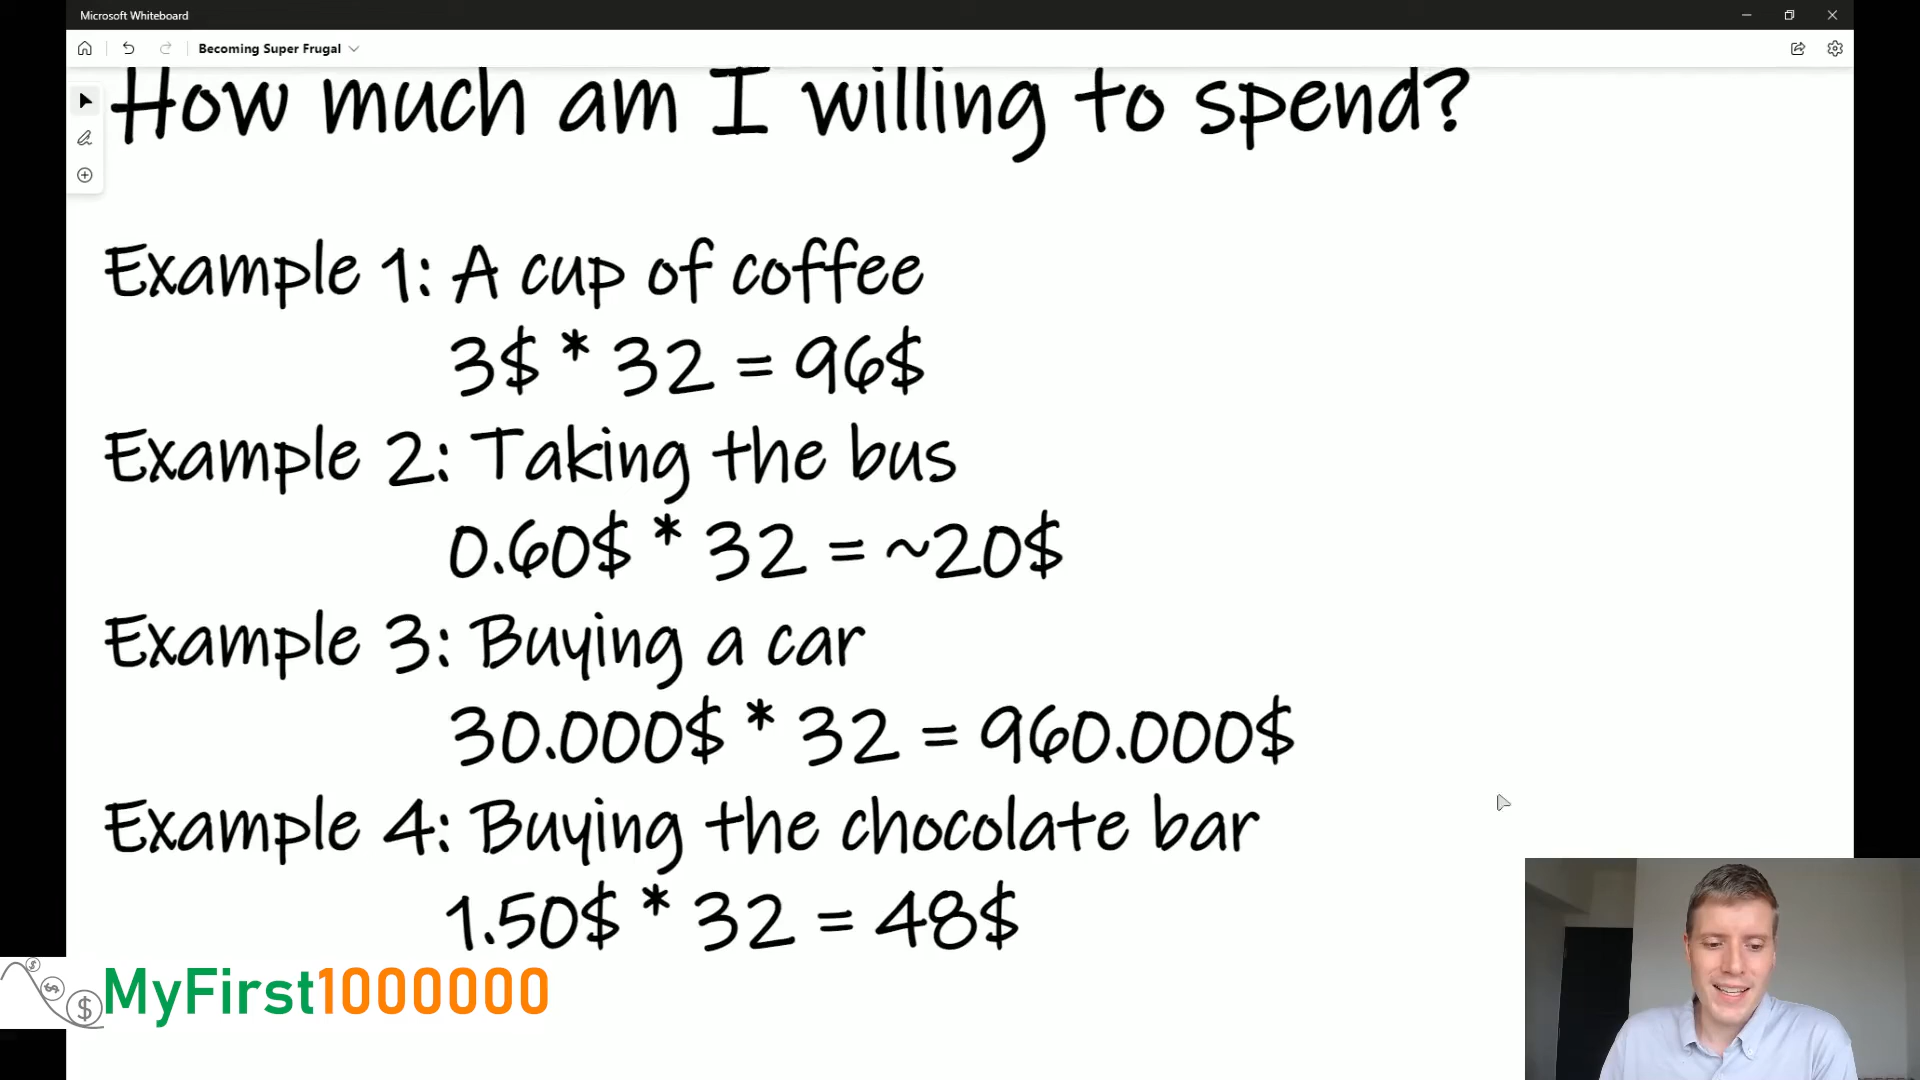 Microsoft Whiteboard
Becoming Super Frugal
How much am I willing to spend?
Example 1: A cup of coffee
3$ * 32 = 96$
Example 2: Taking the bus
0.60$ * 32 = ~20$
Example 3: Buying a car
30.000$ * 32 = 960.000$
Example 4: Buying the chocolate bar
1.50$ * 32 = 48$
$ $ $
MyFirst1000000